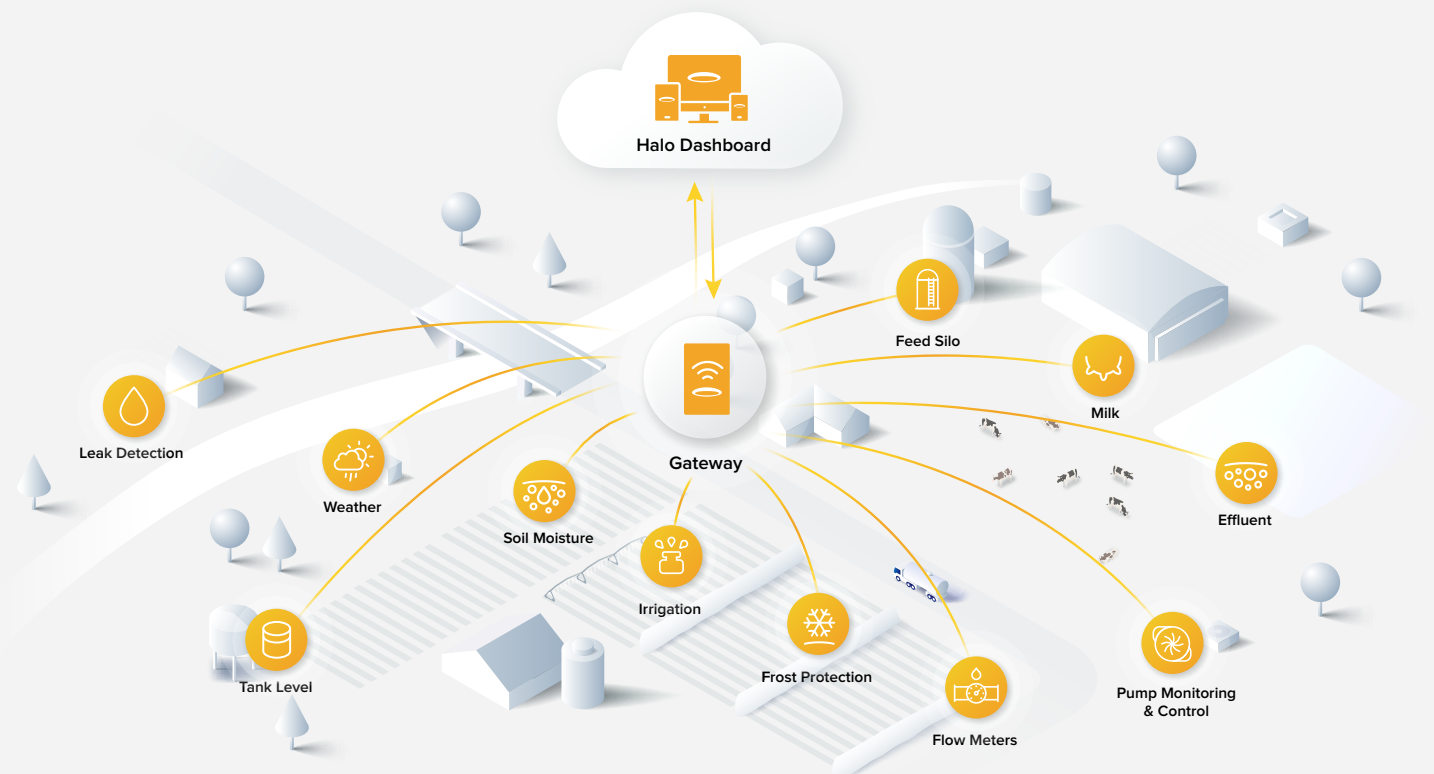 Halo Dashboard
Feed Silo
Milk
Leak Detection
Gateway
Weather
Effluent
Soil Moisture
Irrigation
Frost Protection
Tank Level
Pump Monitoring
& Control
Flow Meters